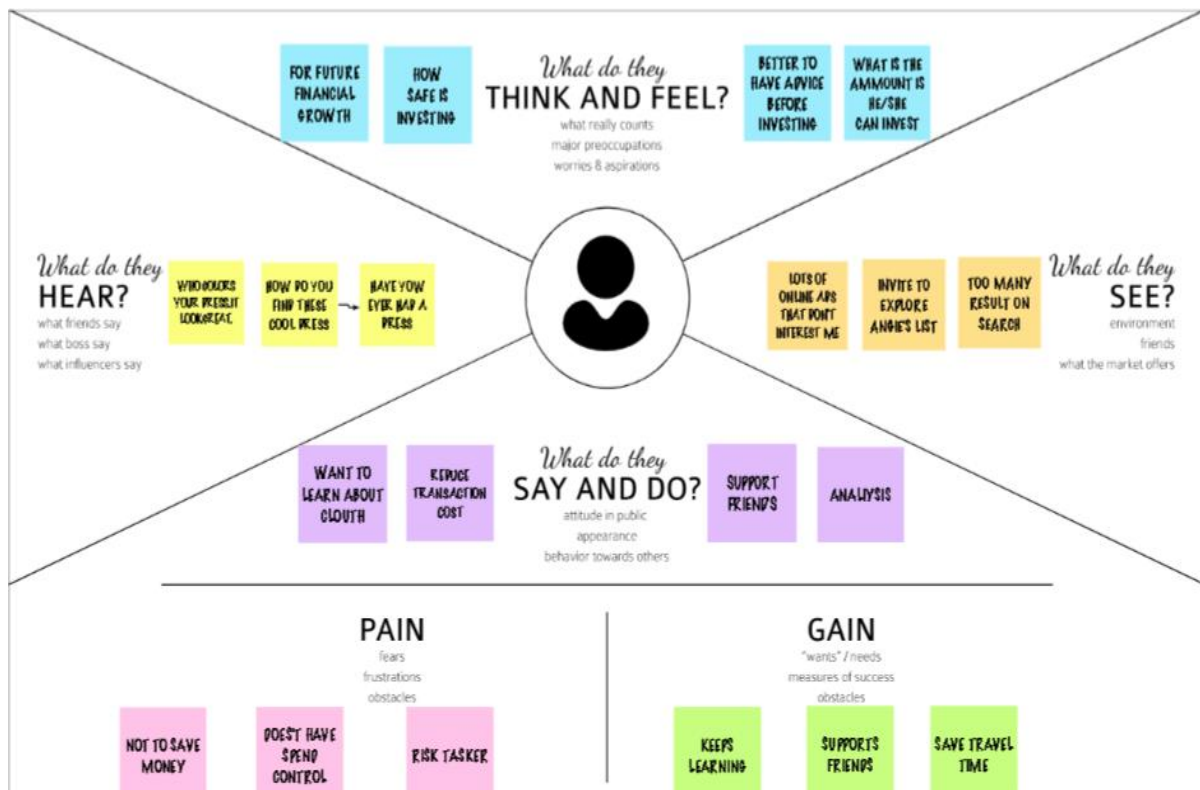 FOR FUTURE
FINANCIAL
GROWTH
HOW
SAFE IS
INVESTING
What do they
THINK AND FEEL?
what really counts
major preoccupations
worries & aspirations
BETTER TO
HAVE ADVICE
BEFORE
INVESTING
WHAT IS THE
AMMOUNT IS
HE/SHE
CAN INVEST
What do they
HEAR?
what friends say
what boss say
what influencers say
YOUR DRESS.IT
HOW DO YOU
FIND THESE
COOL DRESS
HAVE YOW
EVER HAD A
DRESS
LOTS OF
ONLINE ADS
THAT DON'T
INTEREST ME
INVITE TO
EXPLORE
ANGIE'S LIST
TOO MANY
RESULT ON
SEARCH
What do they
SEE?
environment
friends
what the market offers
WANT TO
LEARN ABOUT
CLOUTH
REDUCE
TRANSACTION
COST
What do they
SAY AND DO?
attitude in public
appearance
behavior towards others
SUPPORT
FRIENDS
ANALYSIS
PAIN
fears
frustrations
obstacles
NOT TO SAVE
MONEY
DOEST HAVE
SPEND
CONTROL
RISK TASKER
GAIN
"wants" / needs
measures of success
obstacles
KEEPS
LEARNING
SUPPORTS
FRIENDS
SAVE TRAVEL
TIME